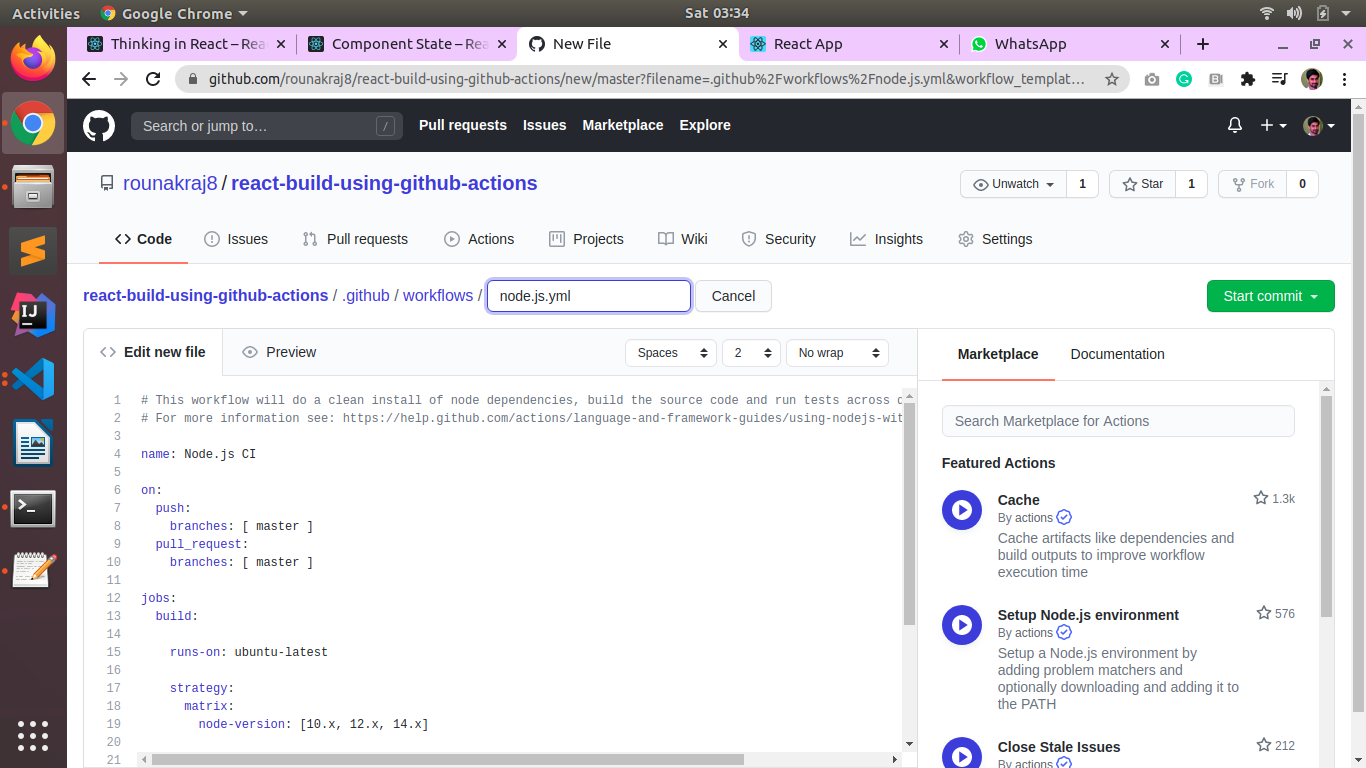 Activities
Google Chrome
Sat 03:34
Thinking in React – Rea
Component State – Rea
New File
React App
WhatsApp
github.com/rounakraj8/react-build-using-github-actions/new/master?filename=.github%2Fworkflows%2Fnode.js.yml&workflow_templat…
Search or jump to…
/
Pull requests
Issues
Marketplace
Explore
rounakraj8 / react-build-using-github-actions
Unwatch
1
Star
1
Fork
0
Code
Issues
Pull requests
Actions
Projects
Wiki
Security
Insights
Settings
react-build-using-github-actions / .github / workflows / node.js.yml
Cancel
Start commit
Edit new file
Preview
Spaces
2
No wrap
1 # This workflow will do a clean install of node dependencies, build the source code and run tests across d
2 # For more information see: https://help.github.com/actions/language-and-framework-guides/using-nodejs-wit
3
4 name: Node.js CI
5
6 on:
7 push:
8 branches: [ master ]
9 pull_request:
10 branches: [ master ]
11
12 jobs:
13 build:
14
15 runs-on: ubuntu-latest
16
17 strategy:
18 matrix:
19 node-version: [10.x, 12.x, 14.x]
20
21
Marketplace
Documentation
Search Marketplace for Actions
Featured Actions
Cache
1.3k
By actions
Cache artifacts like dependencies and
build outputs to improve workflow
execution time
Setup Node.js environment
576
By actions
Setup a Node.js environment by
adding problem matchers and
optionally downloading and adding it to
the PATH
Close Stale Issues
212
By actions